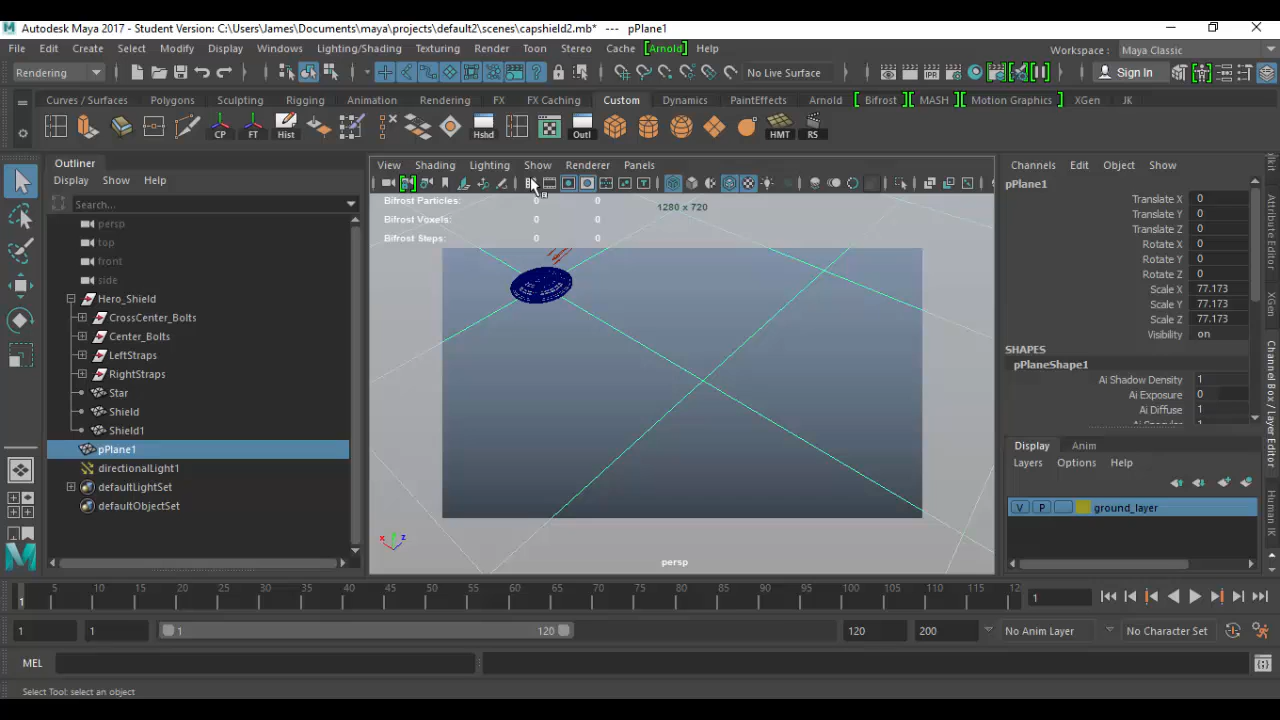 Autodesk Maya 2017 - Student Version: C:\Users\James\Documents\maya\projects\default2\scenes\capshield2.mb* --- pPlane1
File Edit Create Select Modify Display Windows Lighting/Shading Texturing Render Toon Stereo Cache [Arnold] Help Workspace : Maya Classic
Rendering No Live Surface Sign In
Curves / Surfaces Polygons Sculpting Rigging Animation Rendering FX FX Caching Custom Dynamics PaintEffects Arnold Bifrost MASH Motion Graphics XGen JK
CP FT Hist Hshd Outl HMT RS
Outliner
Display Show Help
Search...
persp
top
front
side
Hero_Shield
CrossCenter_Bolts
Center_Bolts
LeftStraps
RightStraps
Star
Shield
Shield1
pPlane1
directionalLight1
defaultLightSet
defaultObjectSet
View Shading Lighting Show Renderer Panels
Bifrost Particles: 0 0
Bifrost Voxels: 0 0
Bifrost Steps: 0 0
1280 x 720
x y z
persp
Channels Edit Object Show
pPlane1
Translate X 0
Translate Y 0
Translate Z 0
Rotate X 0
Rotate Y 0
Rotate Z 0
Scale X 77.173
Scale Y 77.173
Scale Z 77.173
Visibility on
SHAPES
pPlaneShape1
Ai Shadow Density 1
Ai Exposure 0
Ai Diffuse 1
Display Anim
Layers Options Help
V P ground_layer
Attribute Editor
XGen
Channel Box / Layer Editor
Human IK
5 10 15 20 25 30 35 40 45 50 55 60 65 70 75 80 85 90 95 100 105 110 115 12
1 1
1 1 1 120 120 200 No Anim Layer No Character Set
MEL
Select Tool: select an object